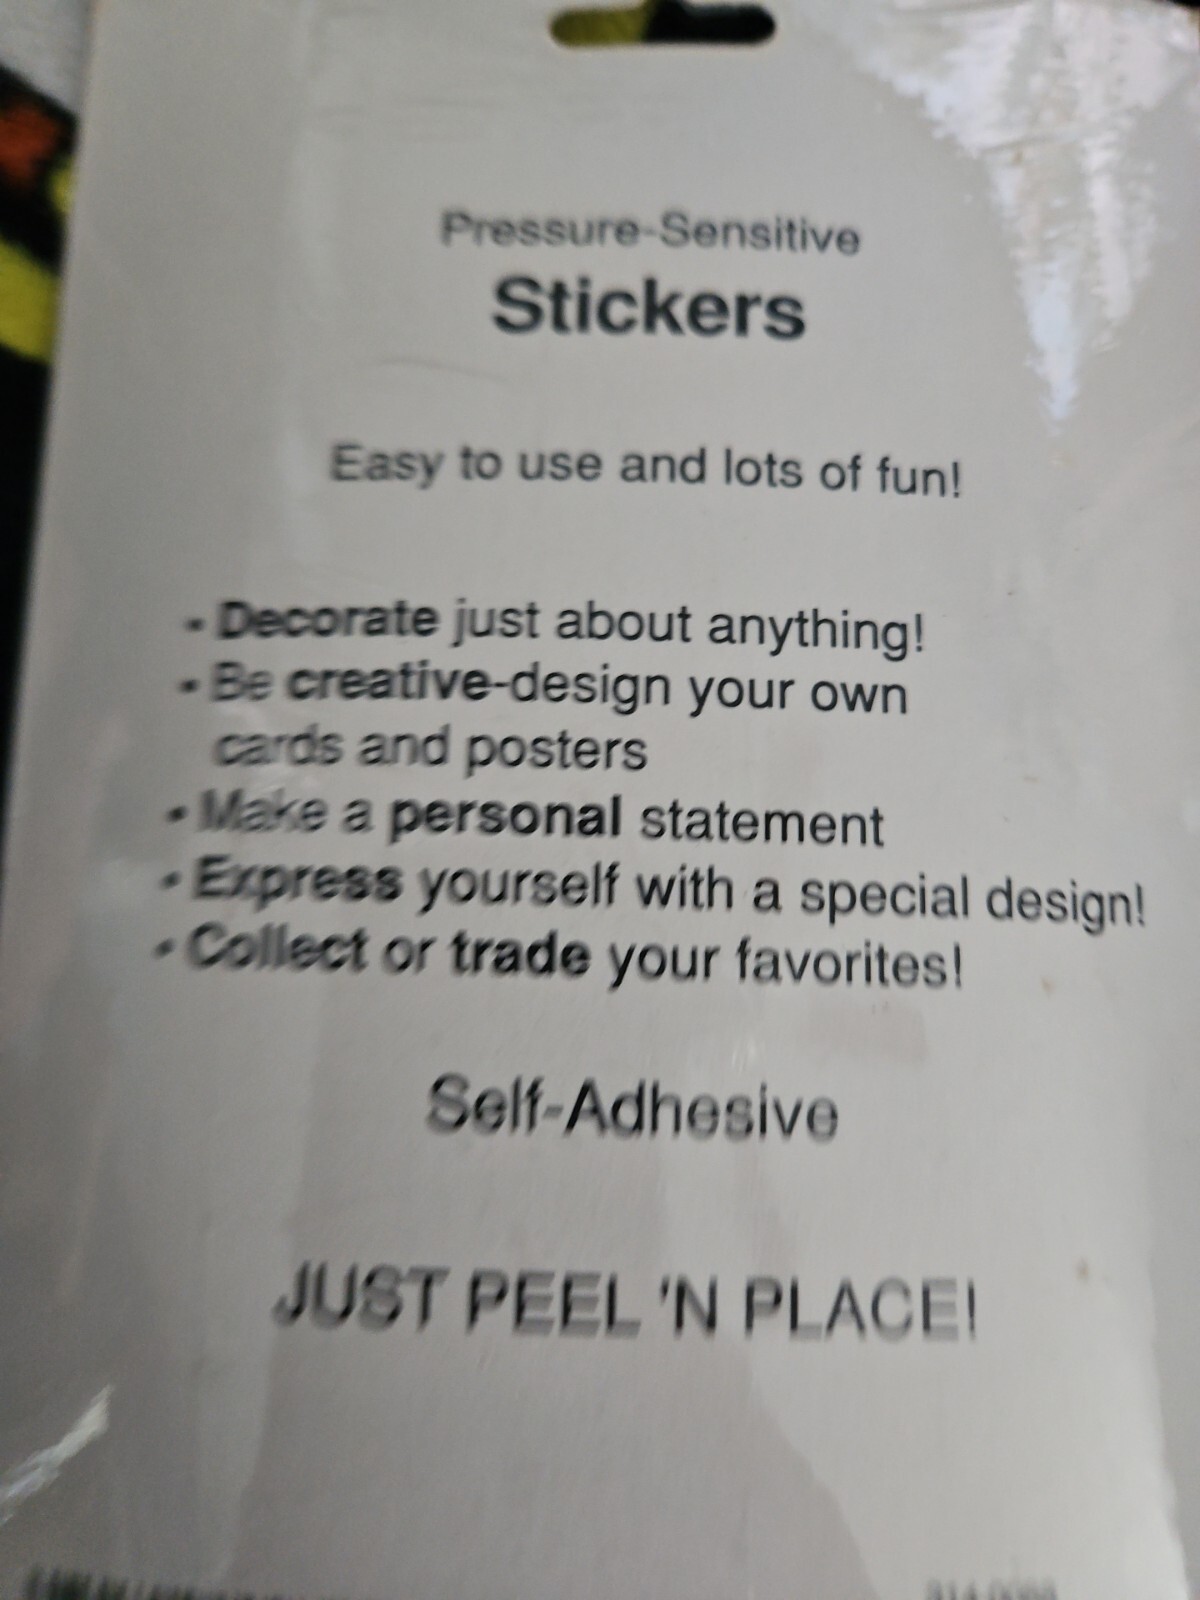 Pressure-Sensitive
Stickers
Easy to use and lots of fun!
• Decorate just about anything!
• Be creative-design your own
cards and posters
• Make a personal statement
• Express yourself with a special design!
• Collect or trade your favorites!
Self-Adhesive
JUST PEEL 'N PLACE!